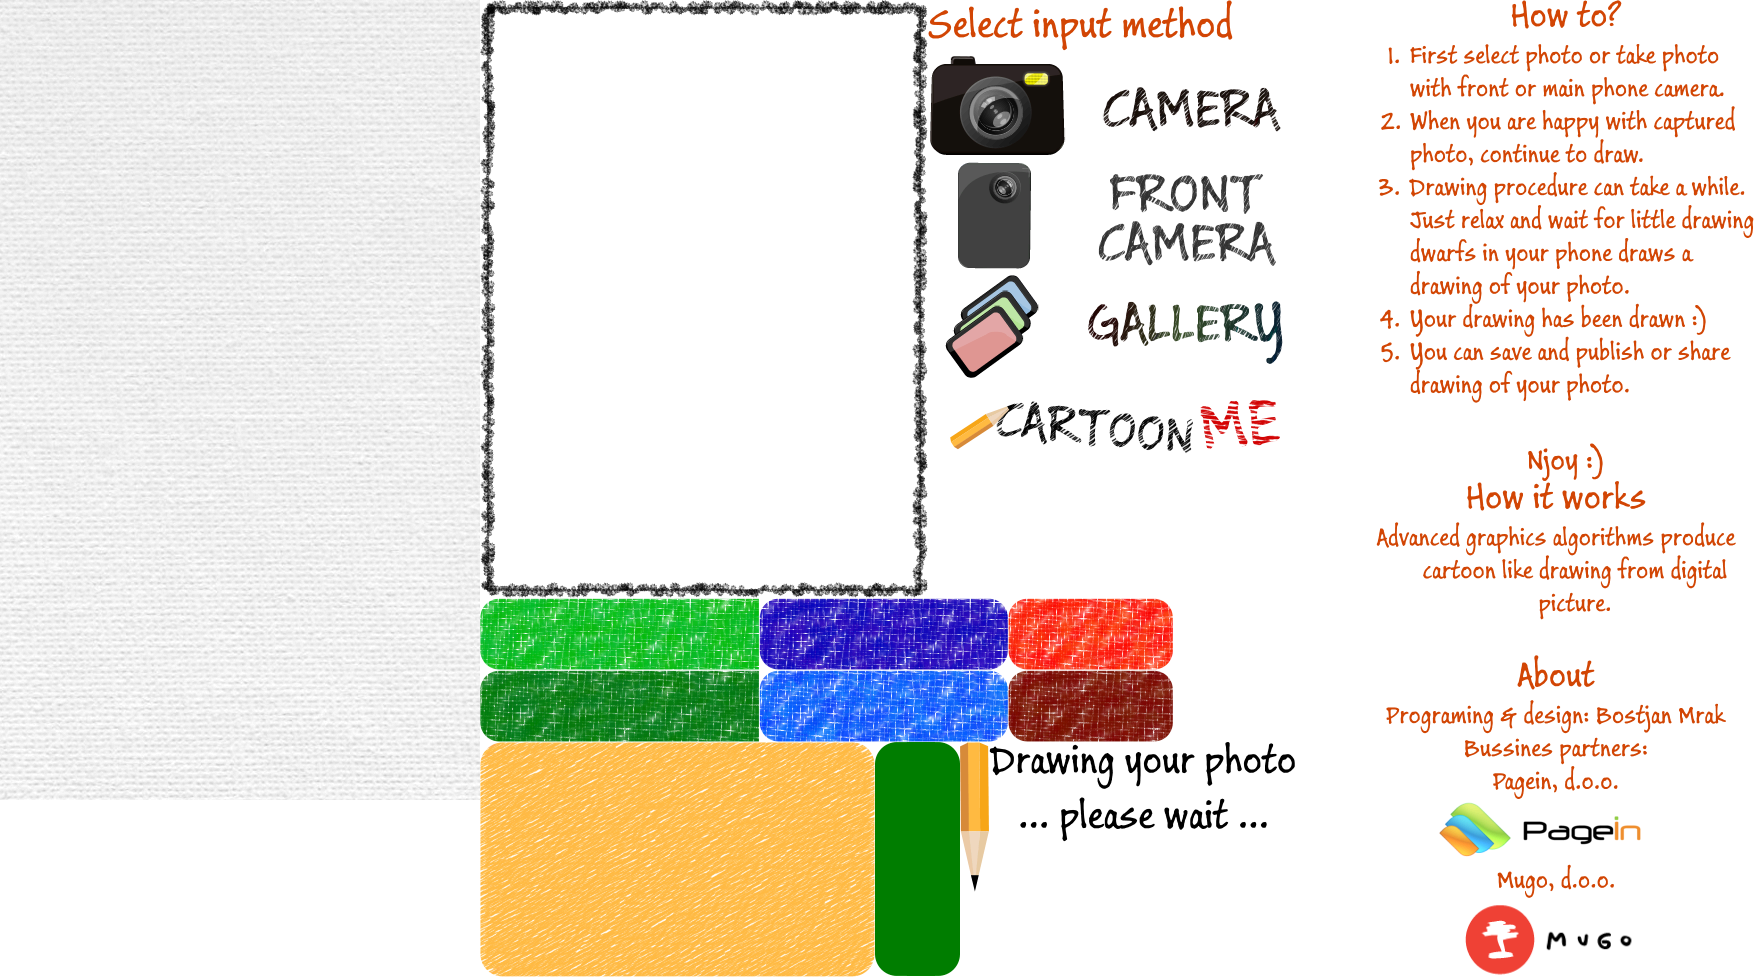 Select input method
CAMERA
FRONT
CAMERA
GALLERY
CARTOON ME
Drawing your photo
... please wait ...
How to?
1. First select photo or take photo
with front or main phone camera.
2. When you are happy with captured
photo, continue to draw.
3. Drawing procedure can take a while.
Just relax and wait for little drawing
dwarfs in your phone draws a
drawing of your photo.
4. Your drawing has been drawn :)
5. You can save and publish or share
drawing of your photo.
Njoy :)
How it works
Advanced graphics algorithms produce
cartoon like drawing from digital
picture.
About
Programing & design: Bostjan Mrak
Bussines partners:
Pagein, d.o.o.
Pagein
Mugo, d.o.o.
MUGO